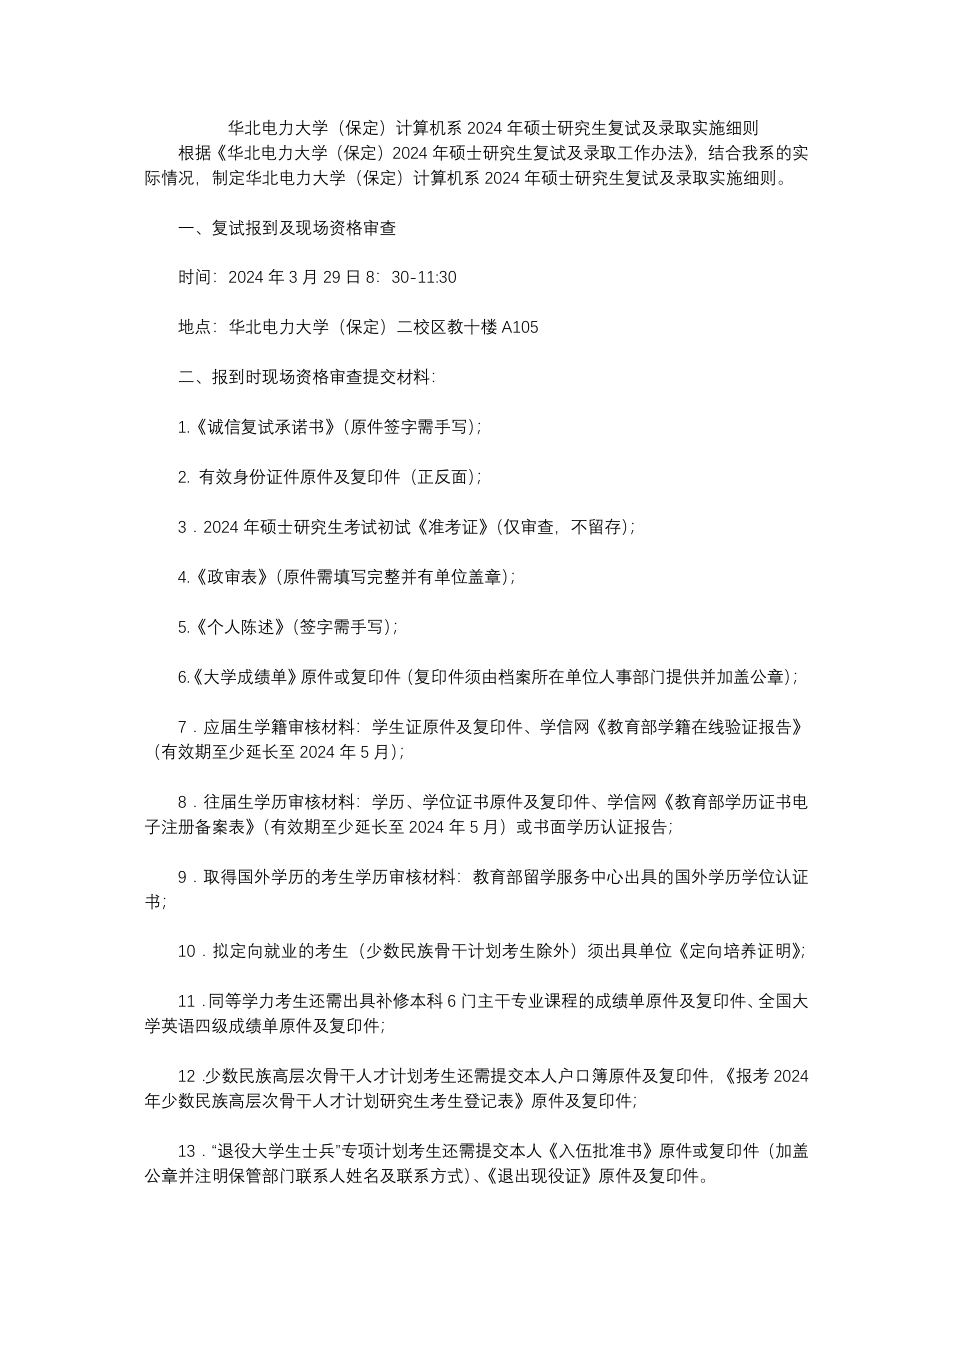 华北电力大学（保定）计算机系 2024 年硕士研究生复试及录取实施细则
根据《华北电力大学（保定）2024 年硕士研究生复试及录取工作办法》，结合我系的实
际情况，制定华北电力大学（保定）计算机系 2024 年硕士研究生复试及录取实施细则。
一、复试报到及现场资格审查
时间：2024 年 3 月 29 日 8：30-11:30
地点：华北电力大学（保定）二校区教十楼 A105
二、报到时现场资格审查提交材料：
1.《诚信复试承诺书》（原件签字需手写）；
2. 有效身份证件原件及复印件（正反面）；
3．2024 年硕士研究生考试初试《准考证》（仅审查，不留存）；
4.《政审表》（原件需填写完整并有单位盖章）；
5.《个人陈述》（签字需手写）；
6.《大学成绩单》原件或复印件（复印件须由档案所在单位人事部门提供并加盖公章）；
7．应届生学籍审核材料：学生证原件及复印件、学信网《教育部学籍在线验证报告》
（有效期至少延长至 2024 年 5 月）；
8．往届生学历审核材料：学历、学位证书原件及复印件、学信网《教育部学历证书电
子注册备案表》（有效期至少延长至 2024 年 5 月）或书面学历认证报告；
9．取得国外学历的考生学历审核材料：教育部留学服务中心出具的国外学历学位认证
书；
10．拟定向就业的考生（少数民族骨干计划考生除外）须出具单位《定向培养证明》；
11．同等学力考生还需出具补修本科 6 门主干专业课程的成绩单原件及复印件、全国大
学英语四级成绩单原件及复印件；
12．少数民族高层次骨干人才计划考生还需提交本人户口簿原件及复印件，《报考 2024
年少数民族高层次骨干人才计划研究生考生登记表》原件及复印件；
13．“退役大学生士兵”专项计划考生还需提交本人《入伍批准书》原件或复印件（加盖
公章并注明保管部门联系人姓名及联系方式）、《退出现役证》原件及复印件。